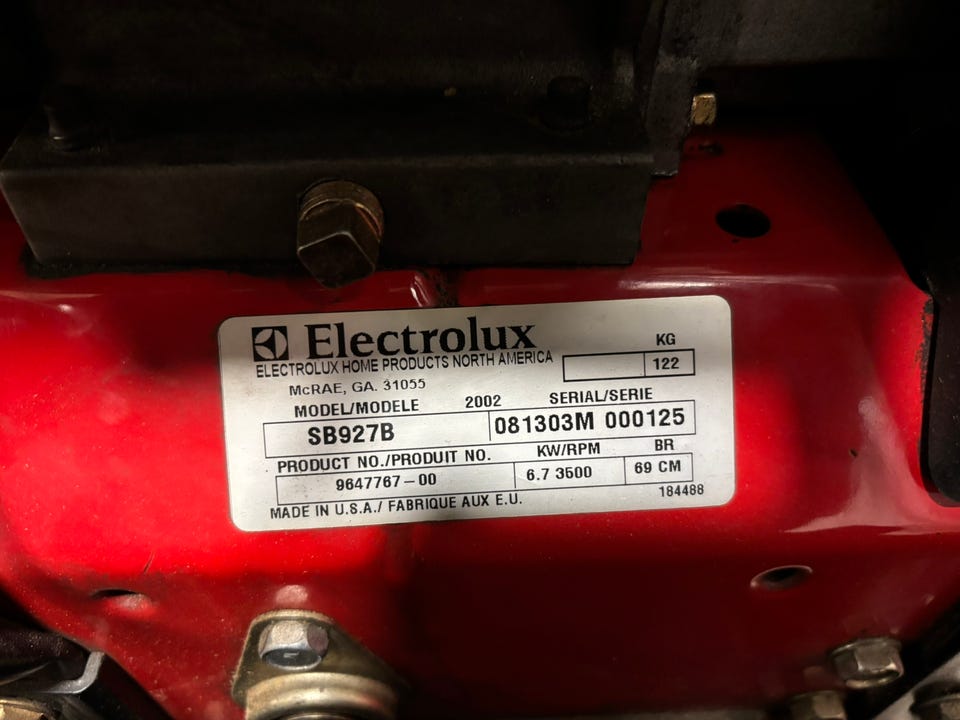 Electrolux
ELECTROLUX HOME PRODUCTS NORTH AMERICA
KG
122
McRAE, GA. 31055
MODEL/MODELE 2002 SERIAL/SERIE
SB927B 081303M 000125
PRODUCT NO./PRODUIT NO. KW/RPM BR
9647767-00 6.7 3500 69 CM
MADE IN U.S.A./ FABRIQUE AUX E.U. 184488